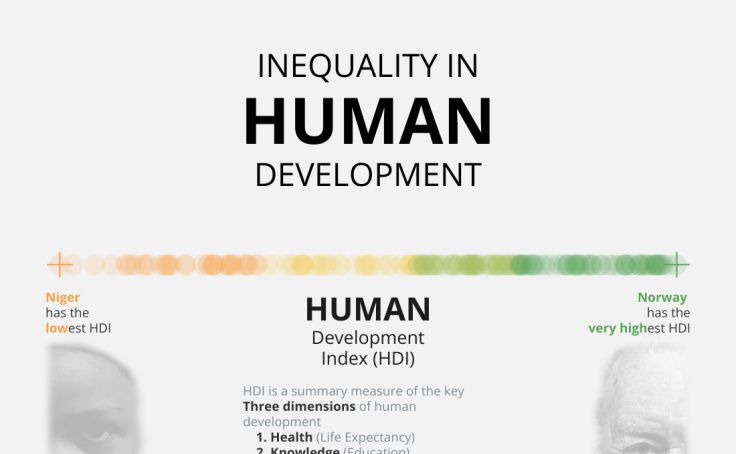 INEQUALITY IN
HUMAN
DEVELOPMENT
Niger
has the
lowest HDI
Norway
has the
very highest HDI
HUMAN
Development
Index (HDI)
HDI is a summary measure of the key
Three dimensions of human
development
1. Health (Life Expectancy)
2. Knowledge (Education)